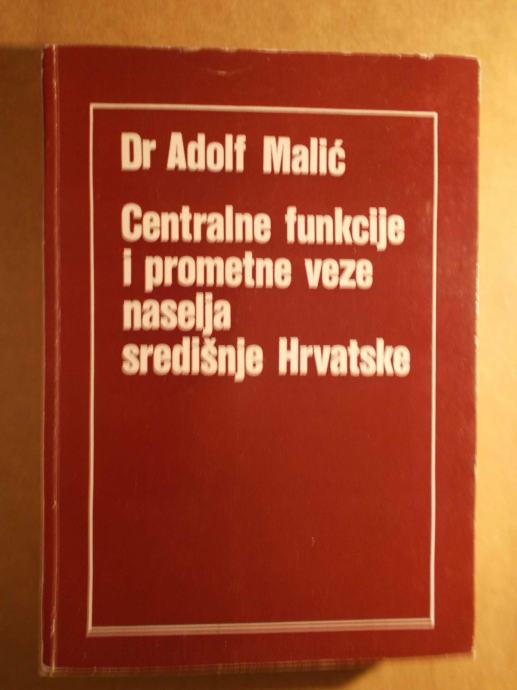 Dr Adolf Malić
Centralne funkcije
i prometne veze
naselja
središnje Hrvatske